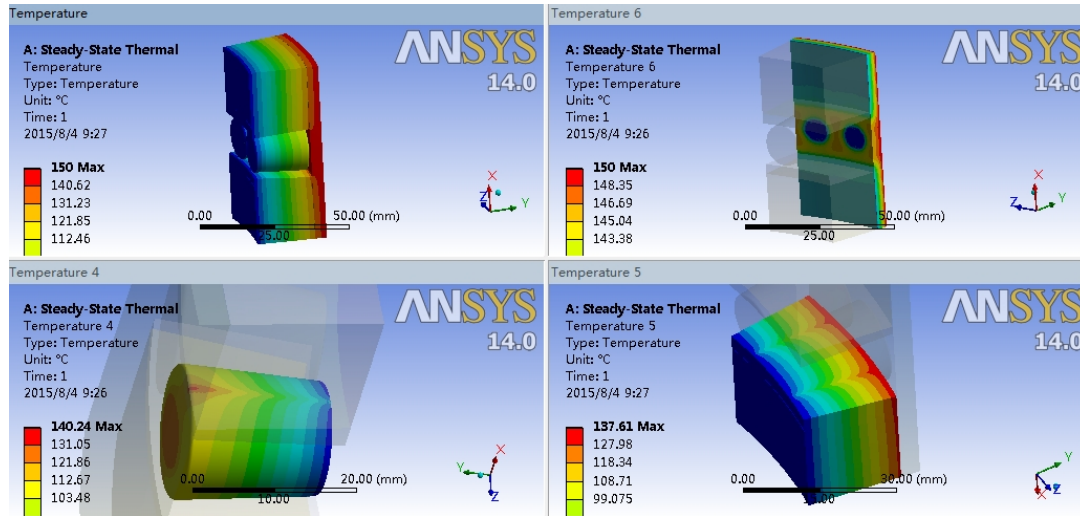 Temperature
A: Steady-State Thermal
Temperature
Type: Temperature
Unit: °C
Time: 1
2015/8/4 9:27
ANSYS
14.0
150 Max
140.62
131.23
121.85
112.46
0.00
50.00 (mm)
25.00
X
Y
Z
Temperature 6
A: Steady-State Thermal
Temperature 6
Type: Temperature
Unit: °C
Time: 1
2015/8/4 9:26
ANSYS
14.0
150 Max
148.35
146.69
145.04
143.38
0.00
50.00 (mm)
25.00
X
Y
Z
Temperature 4
A: Steady-State Thermal
Temperature 4
Type: Temperature
Unit: °C
Time: 1
2015/8/4 9:26
ANSYS
14.0
140.24 Max
131.05
121.86
112.67
103.48
0.00
20.00 (mm)
10.00
X
Y
Z
Temperature 5
A: Steady-State Thermal
Temperature 5
Type: Temperature
Unit: °C
Time: 1
2015/8/4 9:27
ANSYS
14.0
137.61 Max
127.98
118.34
108.71
99.075
0.00
30.00 (mm)
Y
X
Z